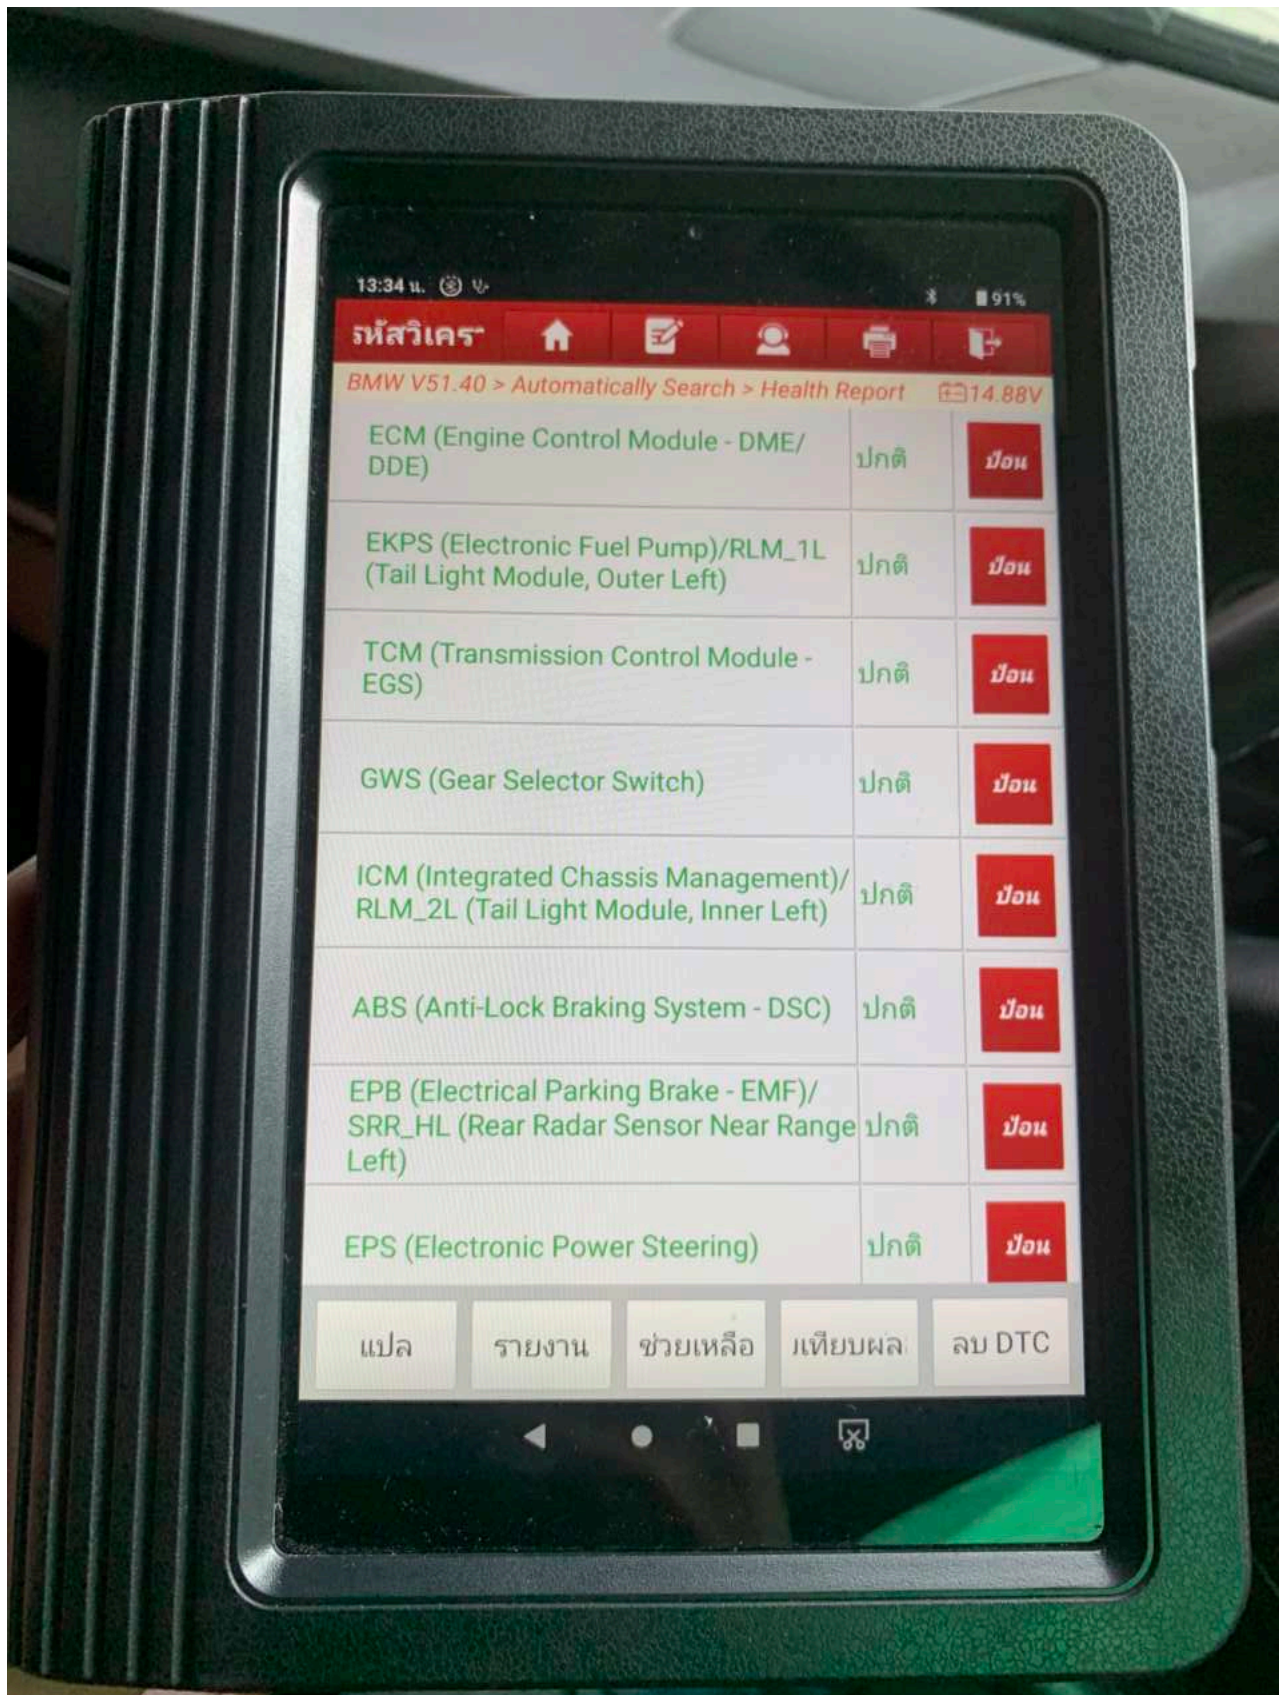 13:34 น.
91%
รหัสวิเคร
BMW V51.40 > Automatically Search > Health Report 14.88V
ECM (Engine Control Module - DME/
DDE)
ปกติ
ป้อน
EKPS (Electronic Fuel Pump)/RLM_1L
(Tail Light Module, Outer Left)
ปกติ
ป้อน
TCM (Transmission Control Module -
EGS)
ปกติ
ป้อน
GWS (Gear Selector Switch)
ปกติ
ป้อน
ICM (Integrated Chassis Management)/
RLM_2L (Tail Light Module, Inner Left)
ปกติ
ป้อน
ABS (Anti-Lock Braking System - DSC)
ปกติ
ป้อน
EPB (Electrical Parking Brake - EMF)/
SRR_HL (Rear Radar Sensor Near Range
Left)
ปกติ
ป้อน
EPS (Electronic Power Steering)
ปกติ
ป้อน
แปล
รายงาน
ช่วยเหลือ
เทียบผล
ลบ DTC